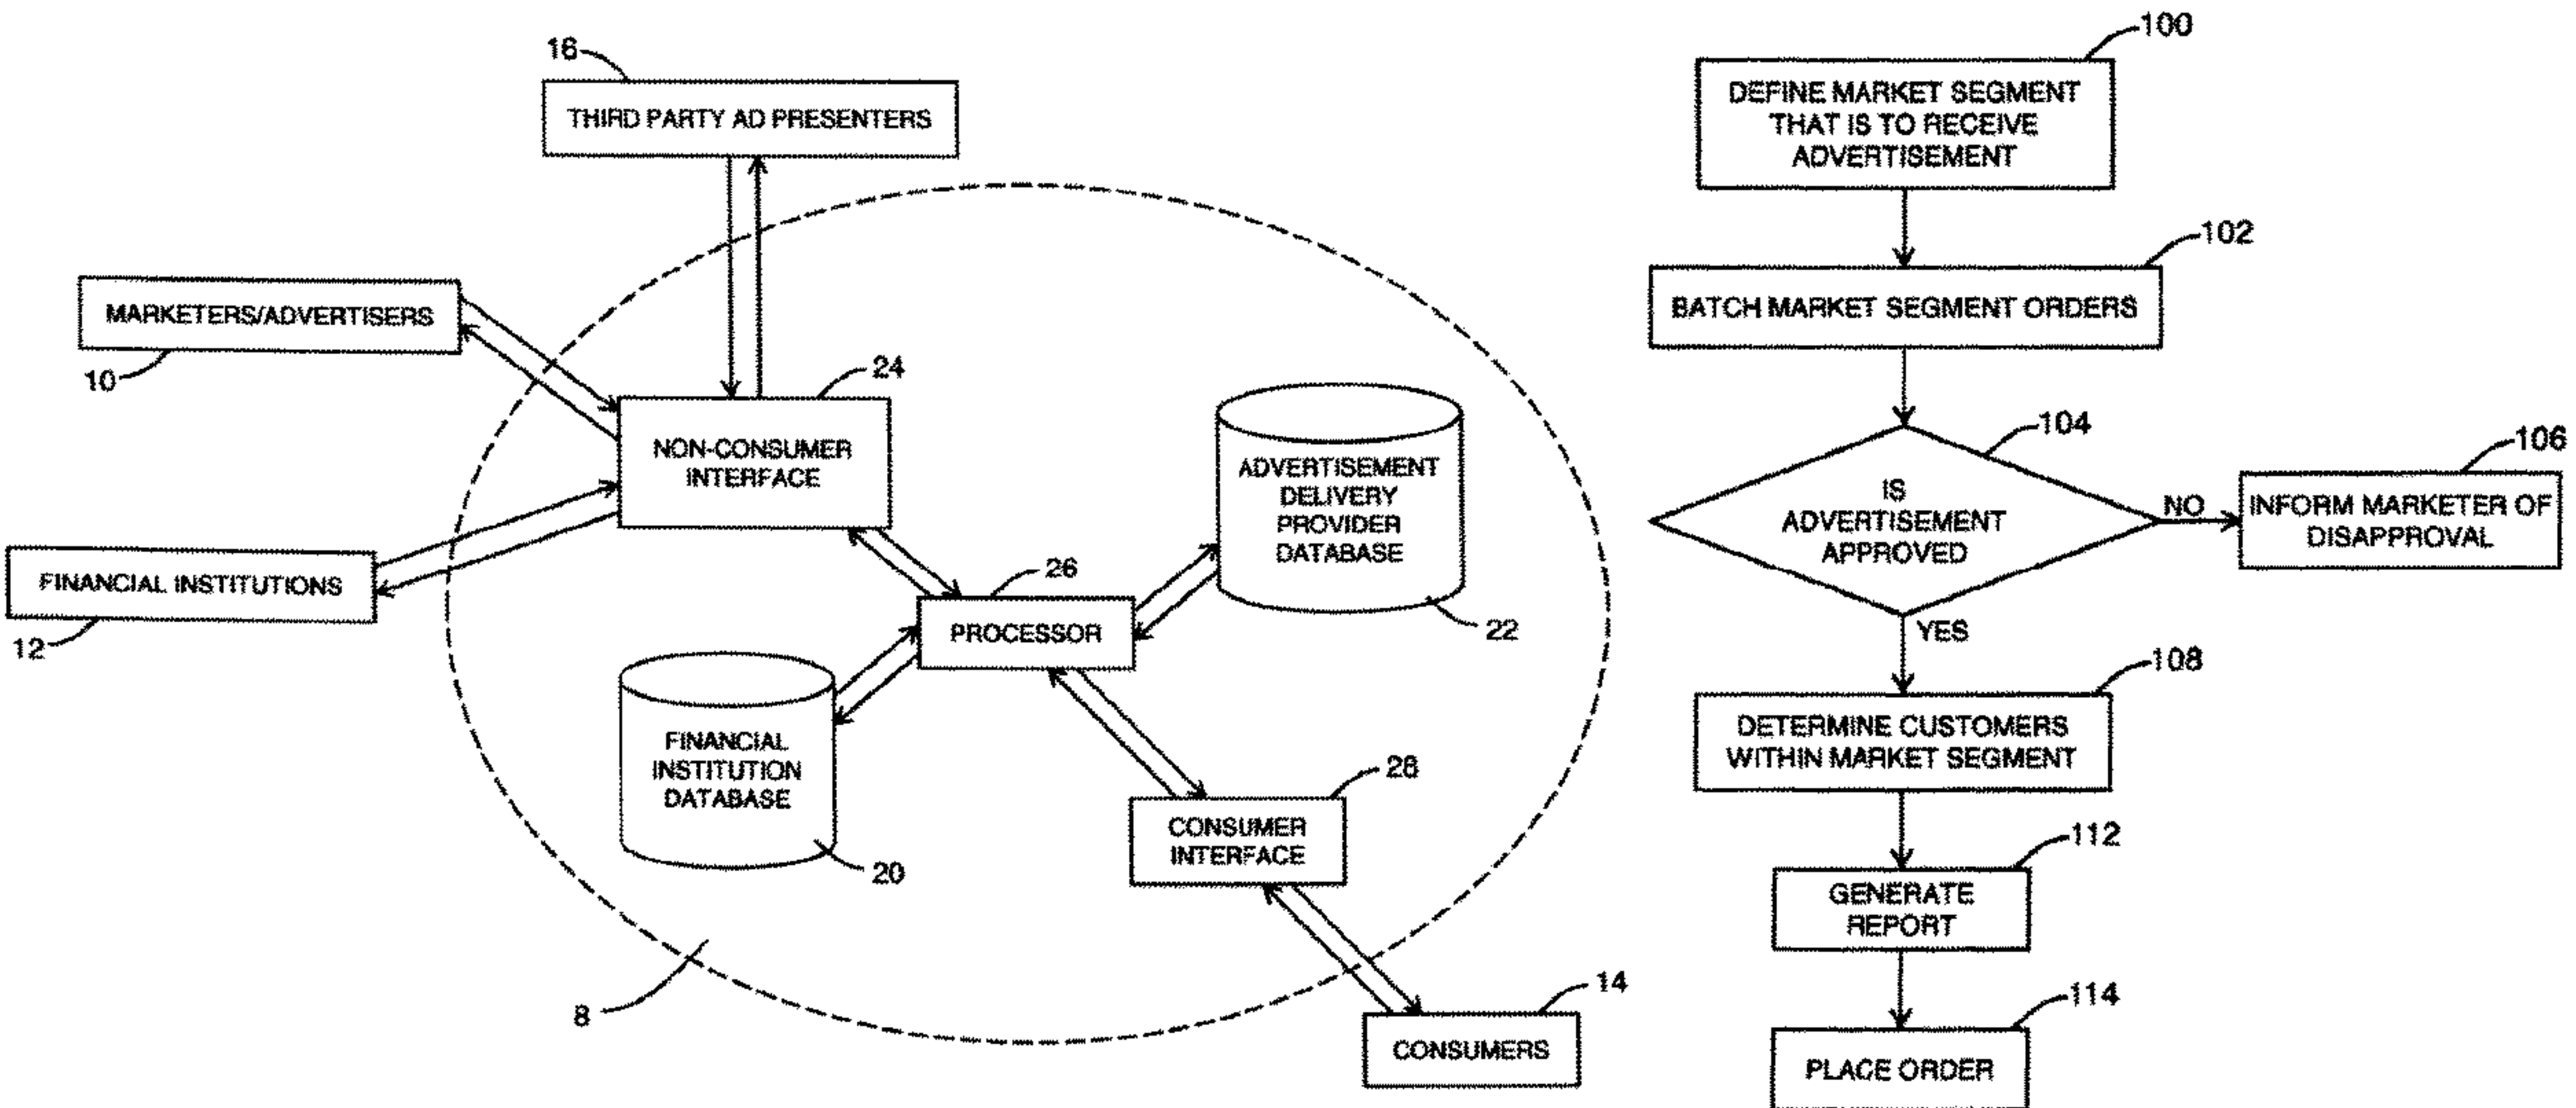 16
THIRD PARTY AD PRESENTERS
MARKETERS/ADVERTISERS
10
24
NON-CONSUMER
INTERFACE
FINANCIAL INSTITUTIONS
12
ADVERTISEMENT
DELIVERY
PROVIDER
DATABASE
22
26
PROCESSOR
FINANCIAL
INSTITUTION
DATABASE
20
28
CONSUMER
INTERFACE
8
14
CONSUMERS
100
DEFINE MARKET SEGMENT
THAT IS TO RECEIVE
ADVERTISEMENT
102
BATCH MARKET SEGMENT ORDERS
104
IS
ADVERTISEMENT
APPROVED
NO
106
INFORM MARKETER OF
DISAPPROVAL
YES
108
DETERMINE CUSTOMERS
WITHIN MARKET SEGMENT
112
GENERATE
REPORT
114
PLACE ORDER